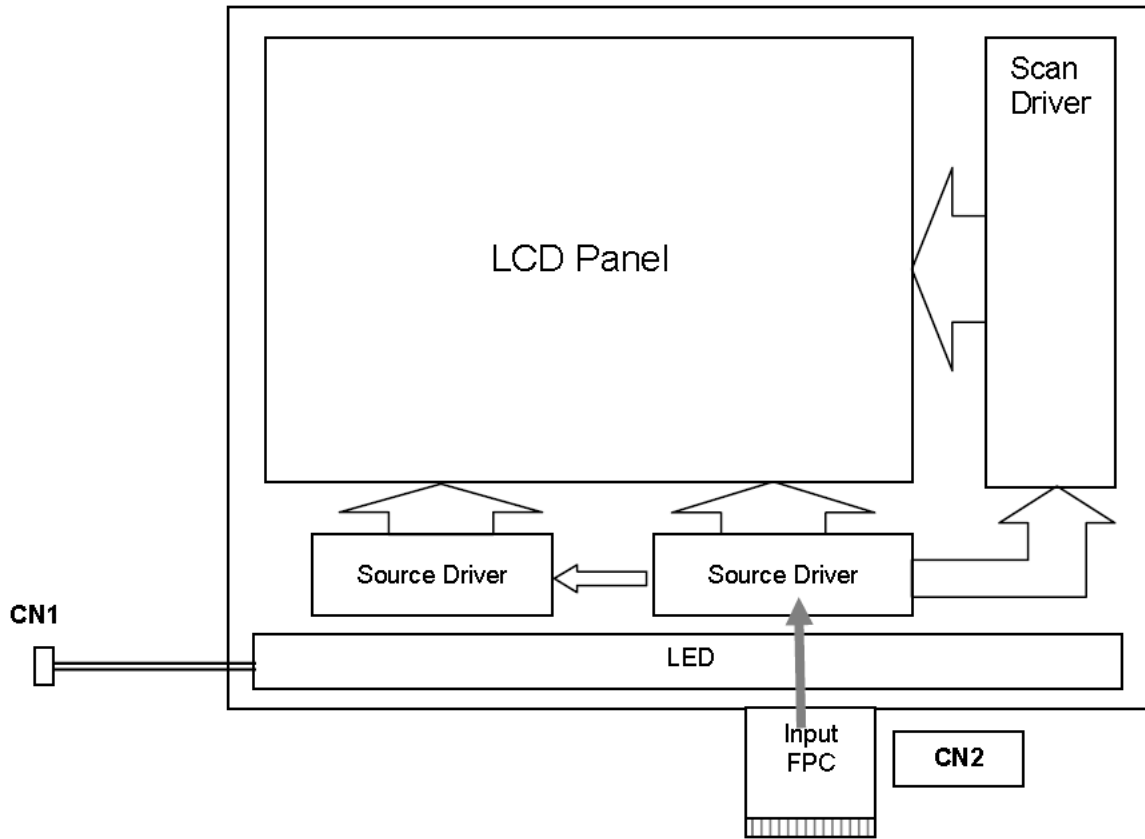 Scan
Driver
LCD Panel
Source Driver
Source Driver
CN1
LED
Input
FPC
CN2